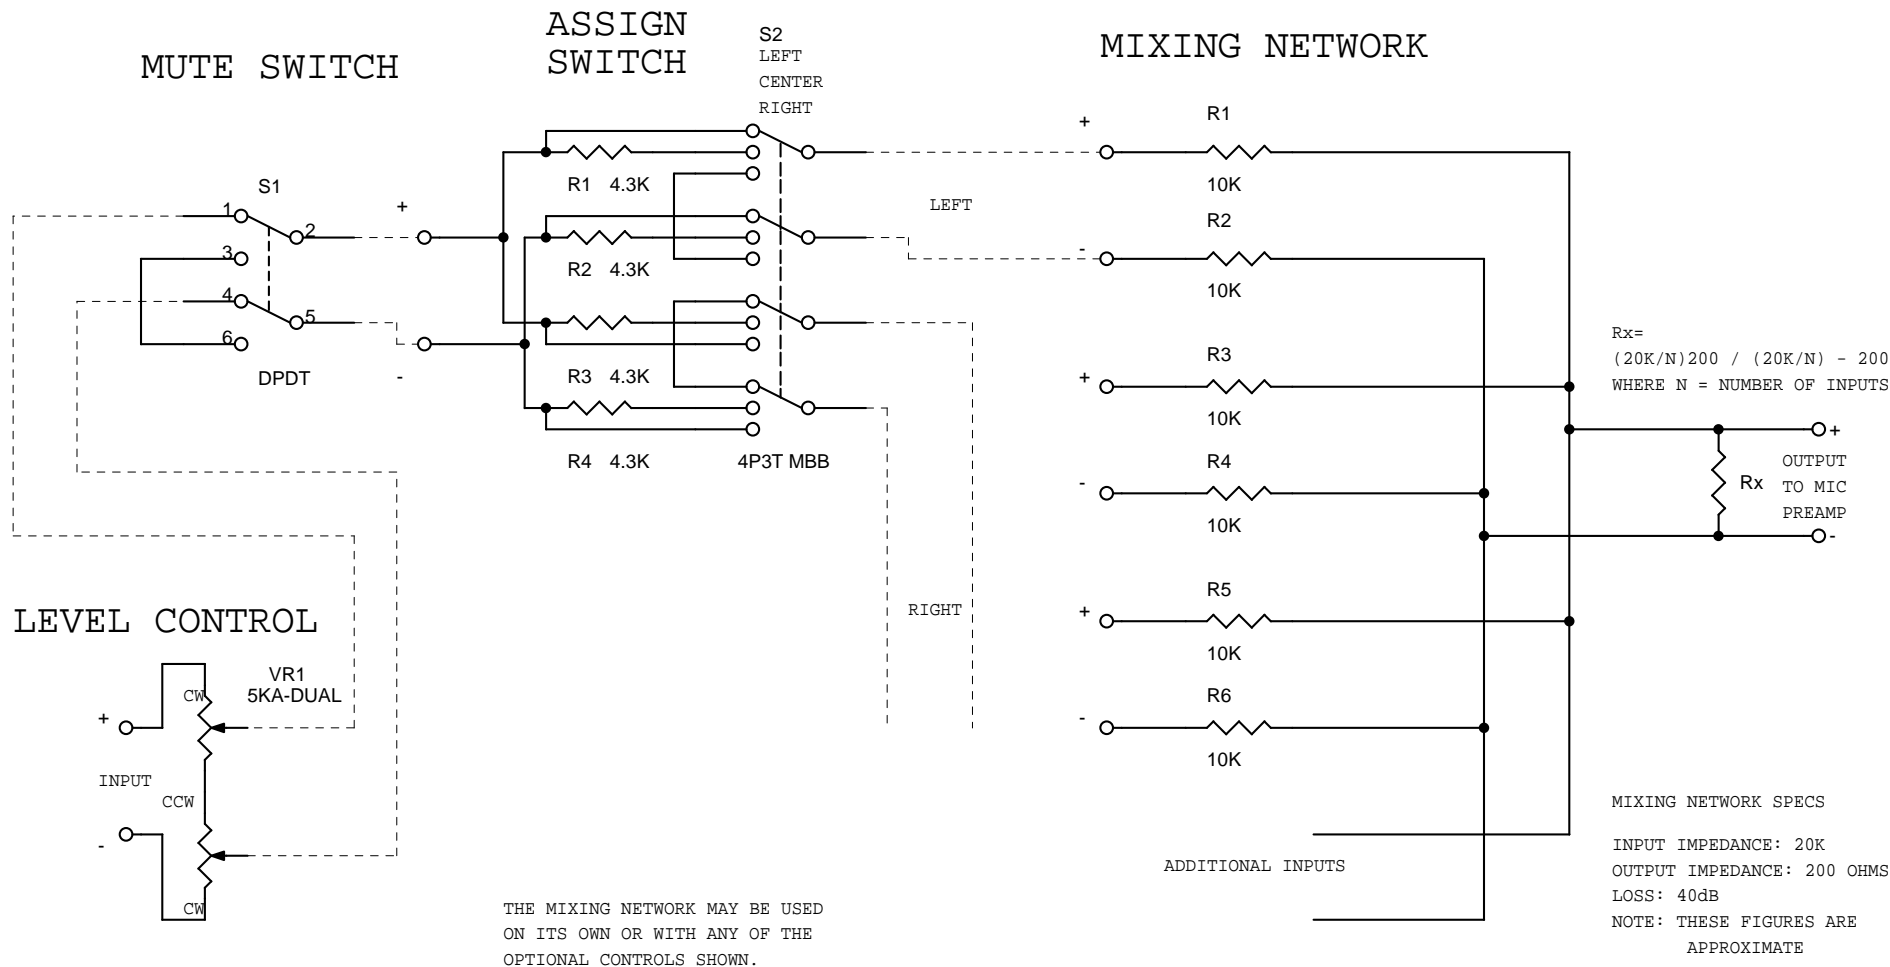 ASSIGN
SWITCH
MUTE SWITCH
S2
LEFT
CENTER
RIGHT
MIXING NETWORK
S1
1
2
3
4
5
6
DPDT
+
-
R1 4.3K
R2 4.3K
R3 4.3K
R4 4.3K
4P3T MBB
LEFT
RIGHT
+
R1
10K
-
R2
10K
+
R3
10K
-
R4
10K
+
R5
10K
-
R6
10K
Rx=
(20K/N)200 / (20K/N) - 200
WHERE N = NUMBER OF INPUTS
+
OUTPUT
TO MIC
PREAMP
Rx
-
LEVEL CONTROL
VR1
5KA-DUAL
CW
+
INPUT
CCW
-
CW
ADDITIONAL INPUTS
THE MIXING NETWORK MAY BE USED
ON ITS OWN OR WITH ANY OF THE
OPTIONAL CONTROLS SHOWN.
MIXING NETWORK SPECS
INPUT IMPEDANCE: 20K
OUTPUT IMPEDANCE: 200 OHMS
LOSS: 40dB
NOTE: THESE FIGURES ARE
APPROXIMATE